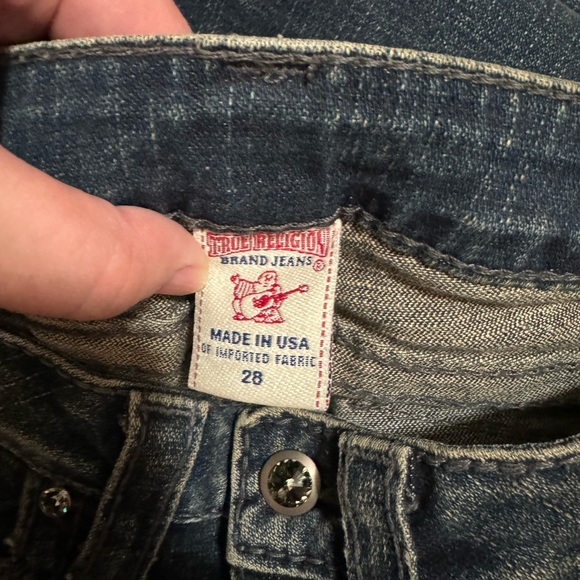 TRUE RELIGION
BRAND JEANS®
MADE IN USA
OF IMPORTED FABRIC
28